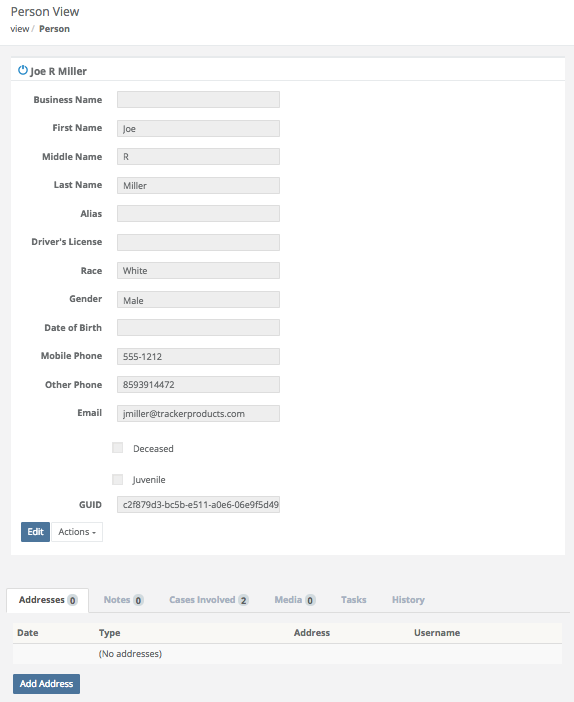 Person View
view / Person
Joe R Miller
Business Name
First Name Joe
Middle Name R
Last Name Miller
Alias
Driver's License
Race White
Gender Male
Date of Birth
Mobile Phone 555-1212
Other Phone 8593914472
Email jmiller@trackerproducts.com
Deceased
Juvenile
GUID c2f879d3-bc5b-e511-a0e6-06e9f5d49
Edit Actions
Addresses 0 Notes 0 Cases Involved 2 Media 0 Tasks History
Date Type Address Username
(No addresses)
Add Address